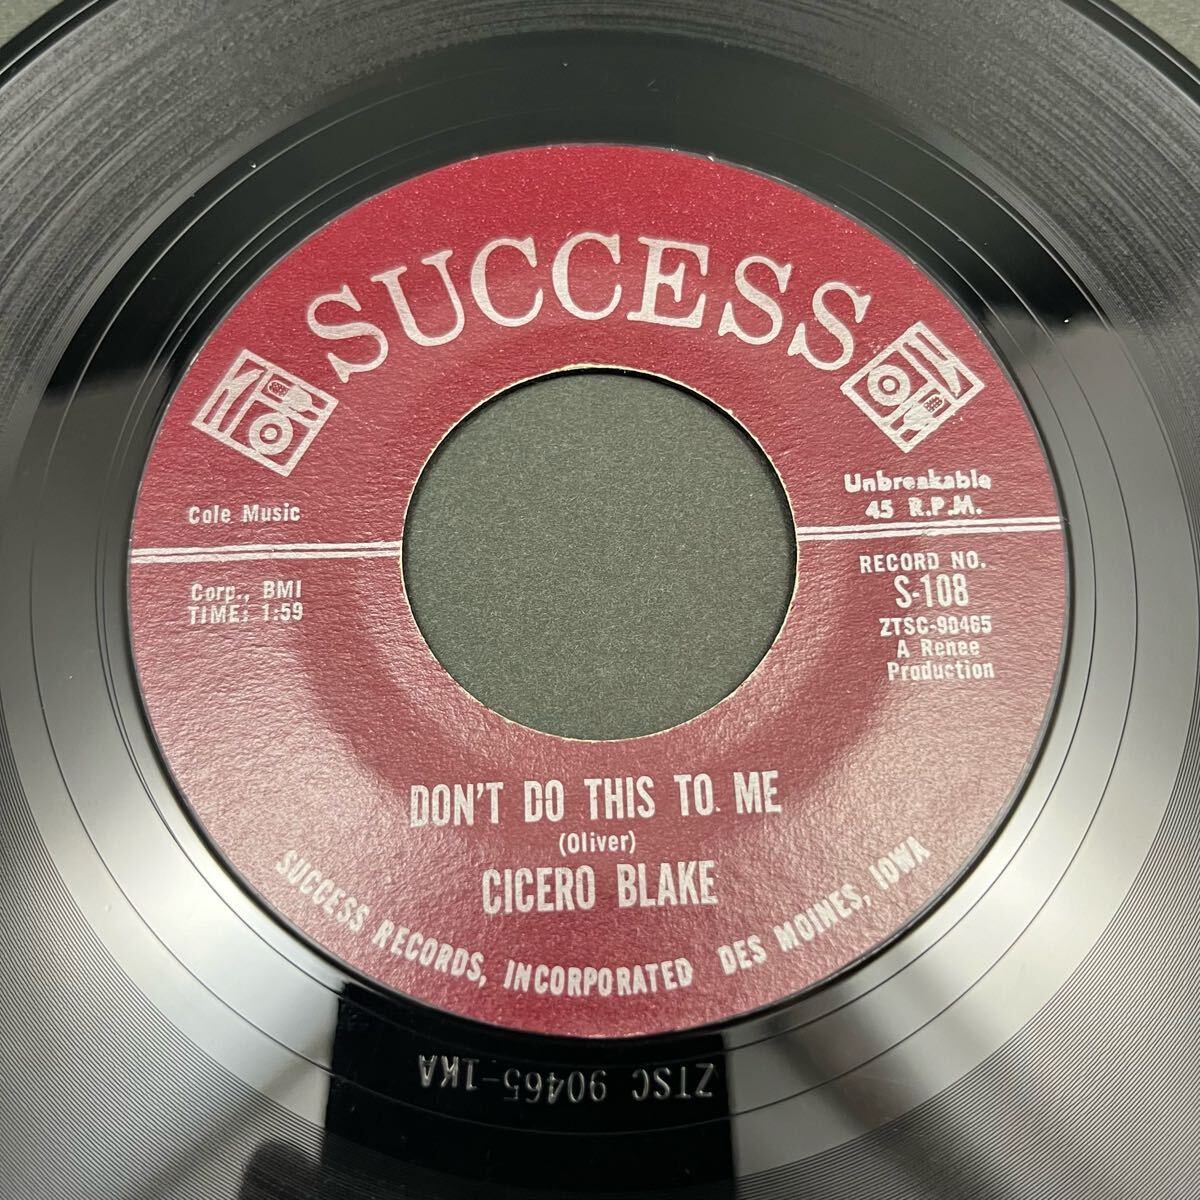 SUCCESS
Unbreakable
45 R.P.M.
Cole Music
Corp., BMI
TIME: 1:59
RECORD NO.
S-108
ZTSC-90465
A Renee
Production
DON'T DO THIS TO ME
(Oliver)
CICERO BLAKE
SUCCESS RECORDS, INCORPORATED DES MOINES, IOWA
ZTSC 90465-1KA